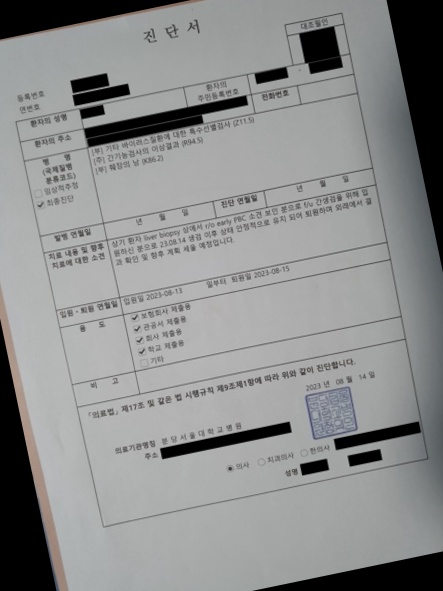 진 단 서
대조필인
등록번호
연번호
환자의 성명
환자의 주민등록번호
환자의 주소
전화번호
병 명
(국제질병
분류코드)
임상적추정
최종진단
(부) 기타 바이러스질환에 대한 특수선별검사 (Z11.5)
(주) 간기능검사의 이상결과 (R94.5)
(부) 췌장의 낭 (K86.2)
발병 연월일
년 월 일
진단 연월일
년 월 일
치료 내용 및 향후
치료에 대한 소견
상기 환자 liver biopsy 상에서 r/o early PBC 소견 보인 분으로 f/u 간생검을 위해 입
원하신 분으로 23.08.14 생검 이후 상태 안정적으로 유지 되어 퇴원하며 외래에서 결
과 확인 및 향후 계획 세울 예정입니다.
입원ㆍ퇴원 연월일
입원일 2023-08-13 일부터 퇴원일 2023-08-15
용 도
보험회사 제출용
관공서 제출용
회사 제출용
학교 제출용
기타
비 고
「의료법」 제17조 및 같은 법 시행규칙 제9조제1항에 따라 위와 같이 진단합니다.
2023 년 08 월 14 일
의료기관명칭 분당서울대학교병원
주소
의사 치과의사 한의사
성명